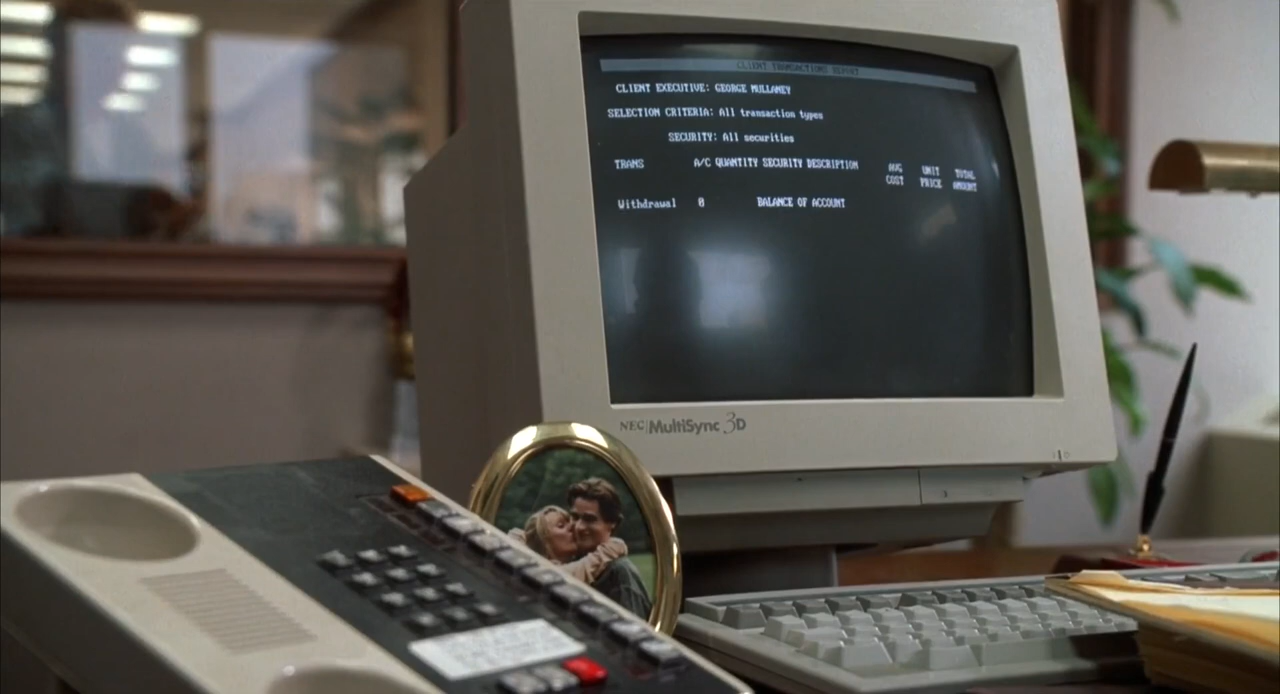 CLIENT TRANSACTIONS REPORT
CLIENT EXECUTIVE: GEORGE MULLANEY
SELECTION CRITERIA: All transaction types
SECURITY: All securities
TRANS A/C QUANTITY SECURITY DESCRIPTION AVG UNIT TOTAL
COST PRICE AMOUNT
Withdrawal 0 BALANCE OF ACCOUNT
NEC MultiSync 3D